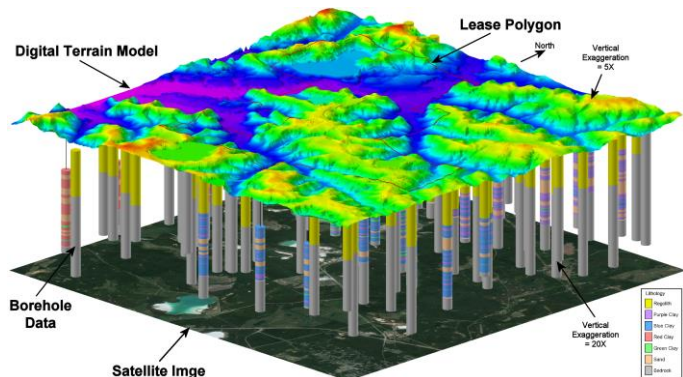 Lease Polygon
Digital Terrain Model
North
Vertical
Exaggeration
= 5X
Borehole
Data
Satellite Imge
Vertical
Exaggeration
= 20X
Lithology
Regolith
Purple Clay
Blue Clay
Red Clay
Green Clay
Sand
Bedrock